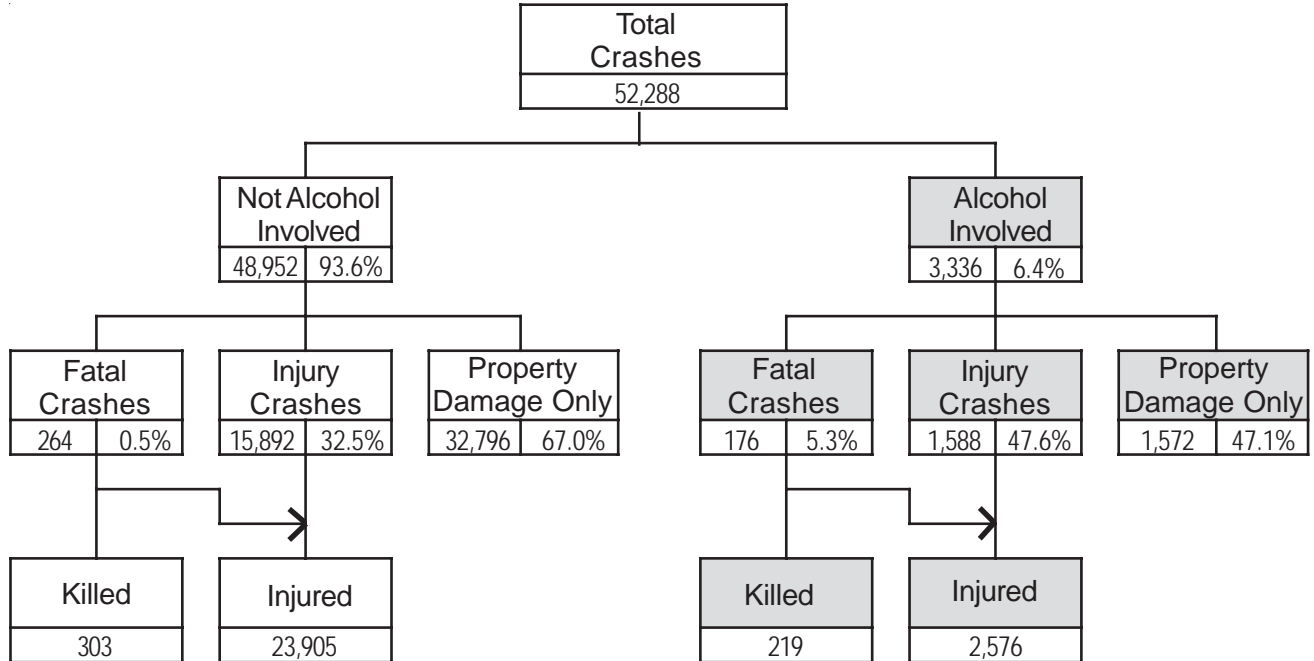 Total
Crashes
52,288
Not Alcohol
Involved
48,952 93.6%
Alcohol
Involved
3,336 6.4%
Fatal
Crashes
264 0.5%
Injury
Crashes
15,892 32.5%
Property
Damage Only
32,796 67.0%
Fatal
Crashes
176 5.3%
Injury
Crashes
1,588 47.6%
Property
Damage Only
1,572 47.1%
Killed
303
Injured
23,905
Killed
219
Injured
2,576